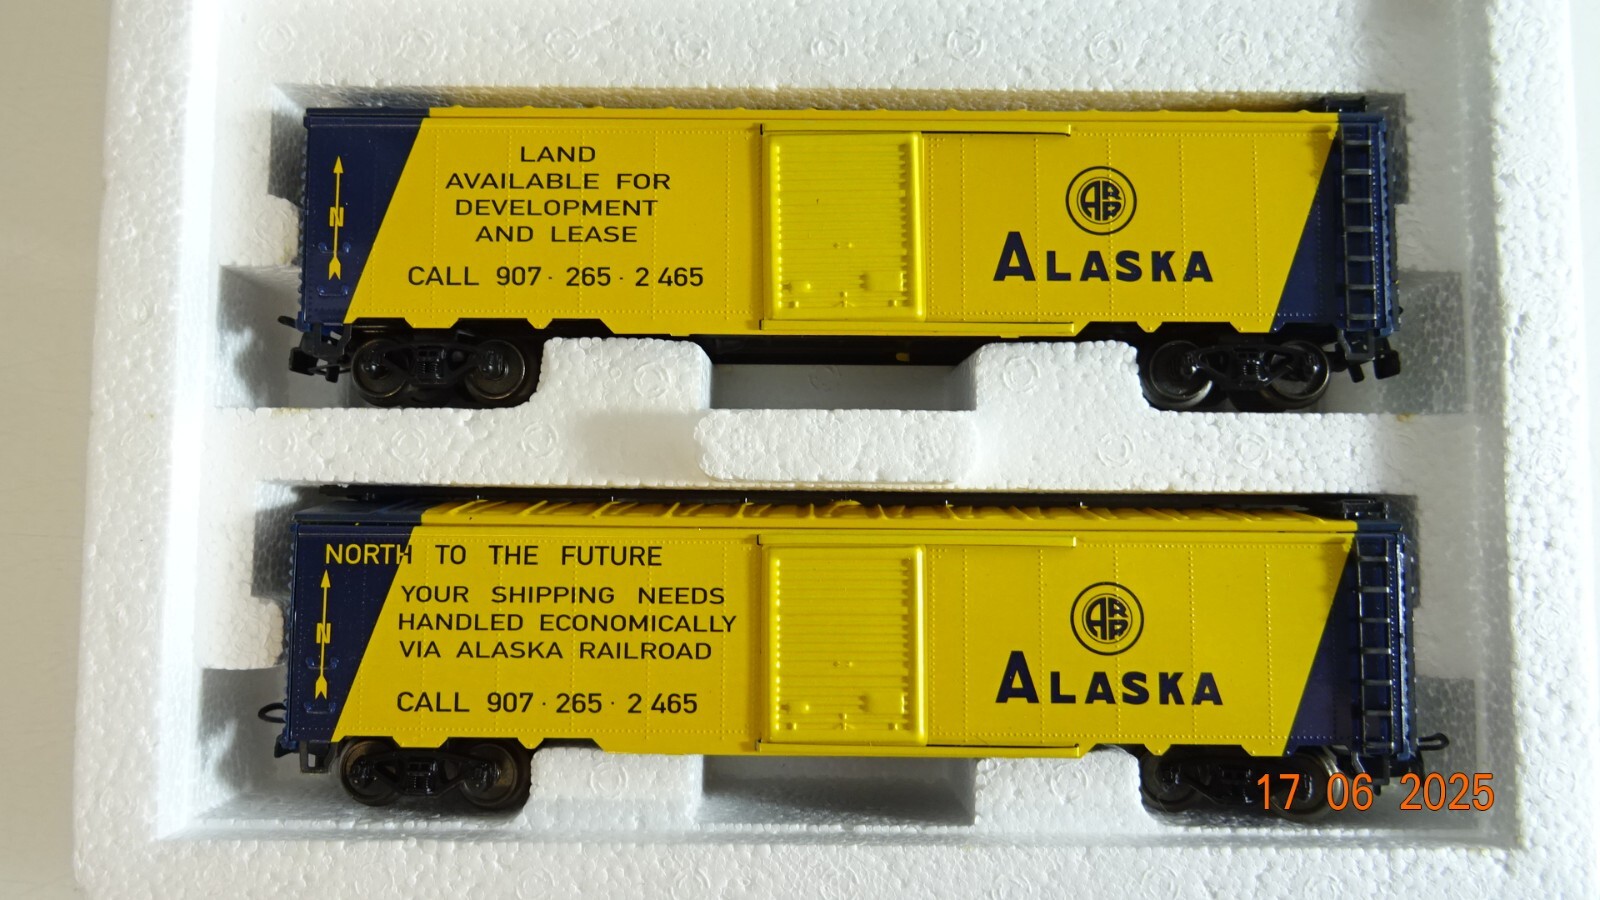 LAND
AVAILABLE FOR
DEVELOPMENT
AND LEASE
CALL 907·265·2 465
N
ARR
ALASKA
NORTH TO THE FUTURE
YOUR SHIPPING NEEDS
HANDLED ECONOMICALLY
VIA ALASKA RAILROAD
CALL 907·265·2 465
N
ARR
ALASKA
17 06 2025